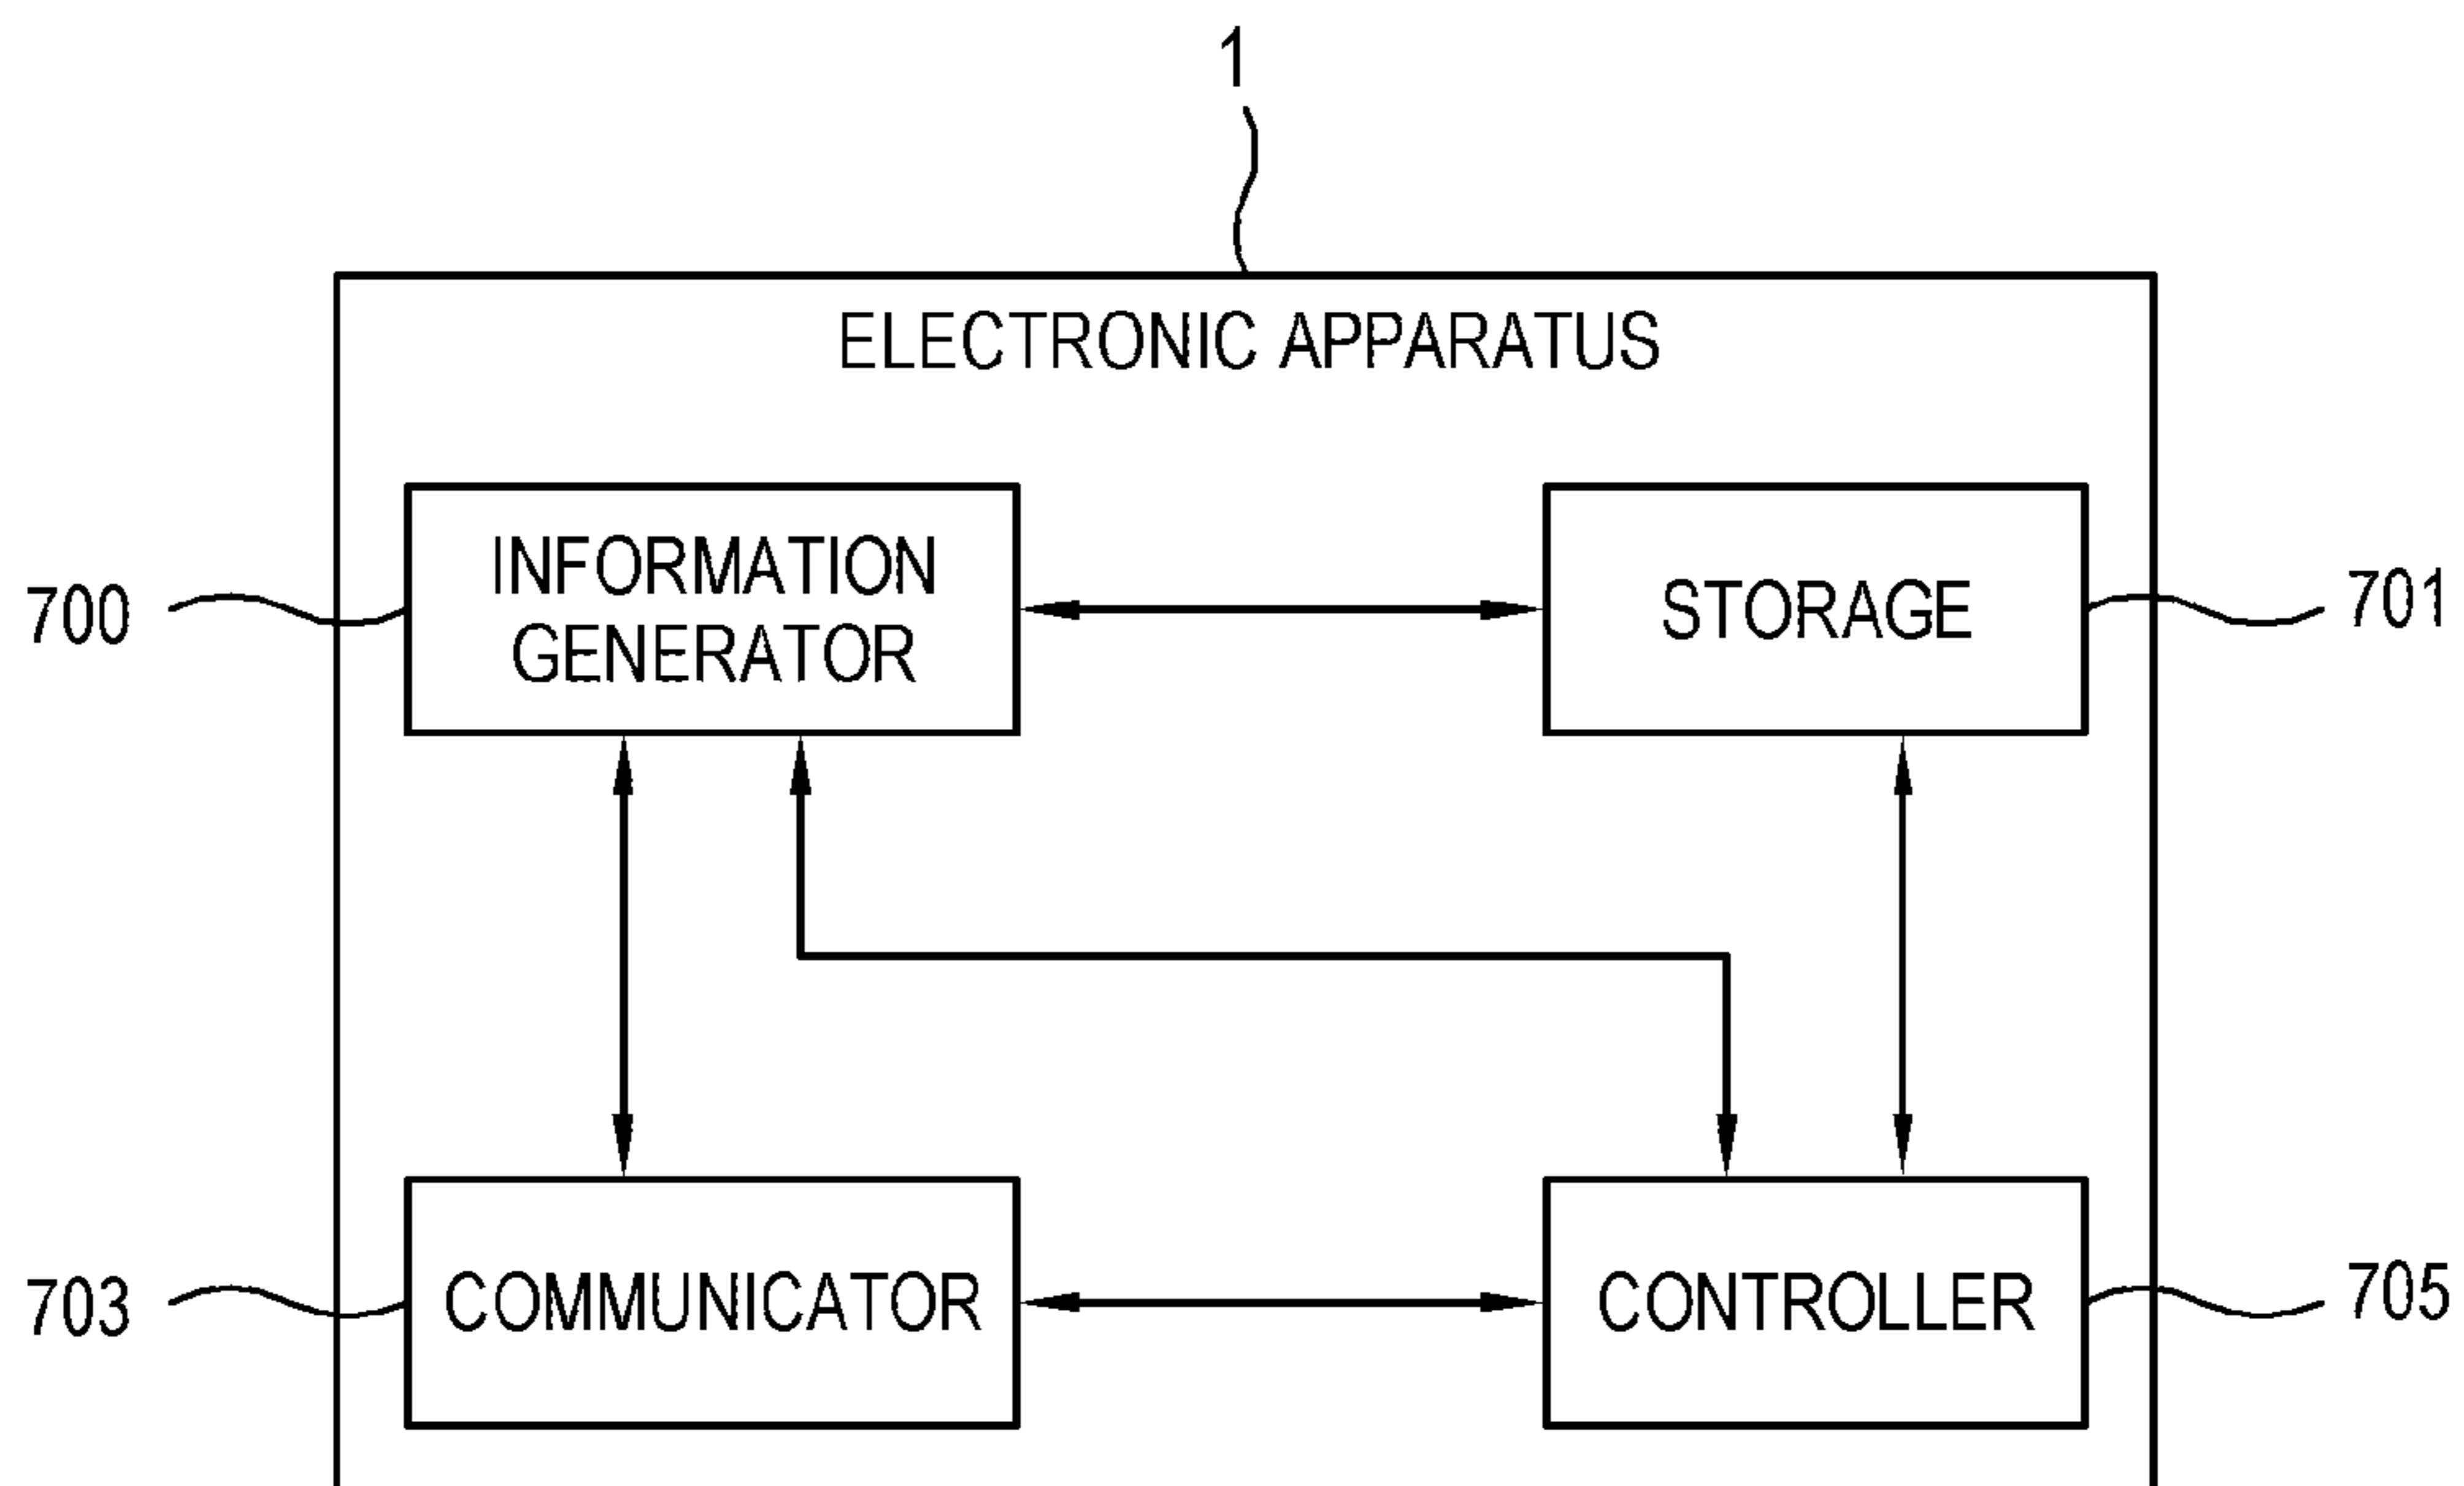 1
ELECTRONIC APPARATUS
INFORMATION
GENERATOR
STORAGE
700
701
COMMUNICATOR
CONTROLLER
703
705